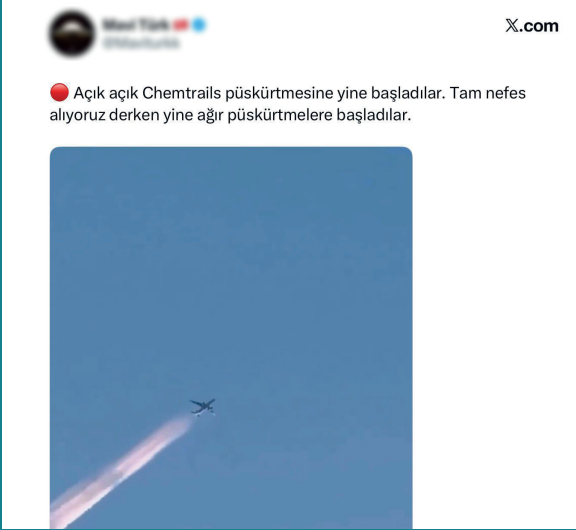 X.com
🔴 Açık açık Chemtrails püskürtmesine yine başladılar. Tam nefes
alıyoruz derken yine ağır püskürtmelere başladılar.